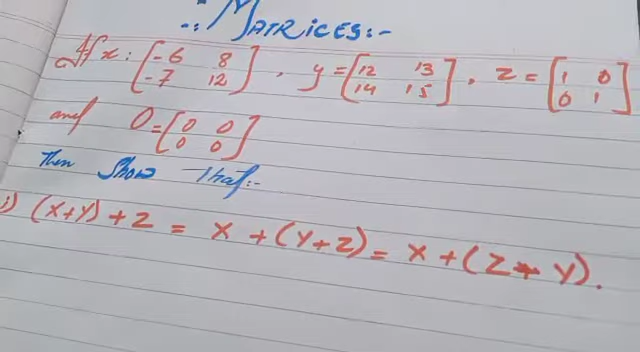 -: MATRICES:-
If x: [-6 8] , y = [12 13] , z = [1 0]
[-7 12] [14 15] [0 1]
and O = [0 0]
[0 0]
Then Show That:-
i) (X+Y) + Z = X + (Y+Z) = X + (Z + Y).